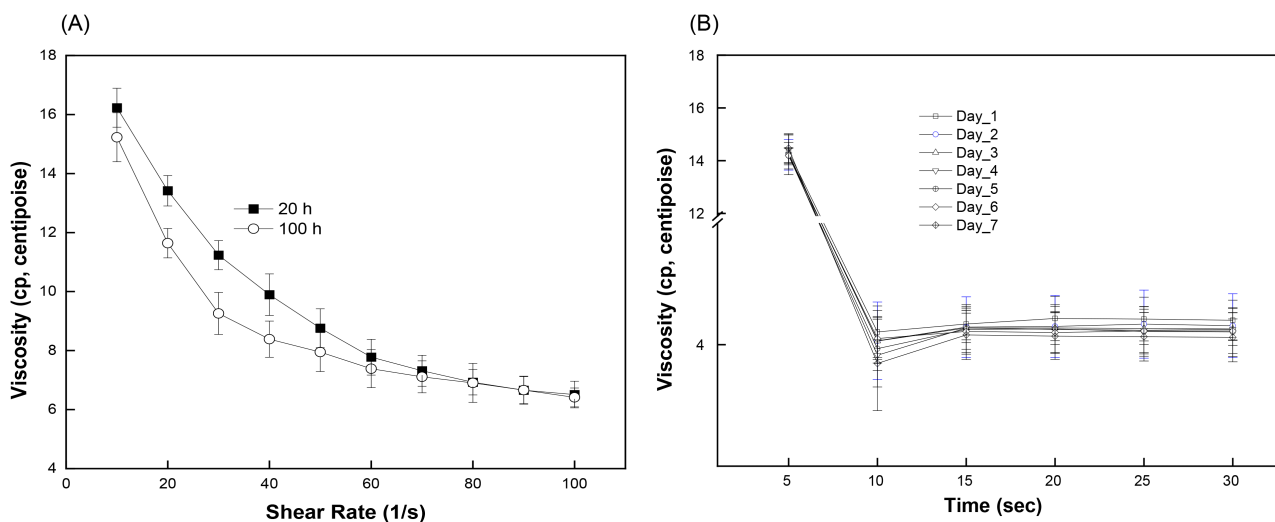 (A)
18
16
14
12
10
8
6
4
0
20
40
60
80
100
Viscosity (cp, centipoise)
Shear Rate (1/s)
20 h
100 h
(B)
18
16
14
12
4
5
10
15
20
25
30
Viscosity (cp, centipoise)
Time (sec)
Day_1
Day_2
Day_3
Day_4
Day_5
Day_6
Day_7